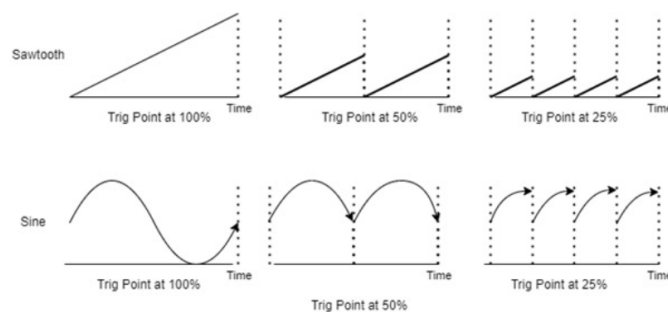 Sawtooth
Time Time Time
Trig Point at 100% Trig Point at 50% Trig Point at 25%
Sine
Time Time Time
Trig Point at 100% Trig Point at 25%
Trig Point at 50%